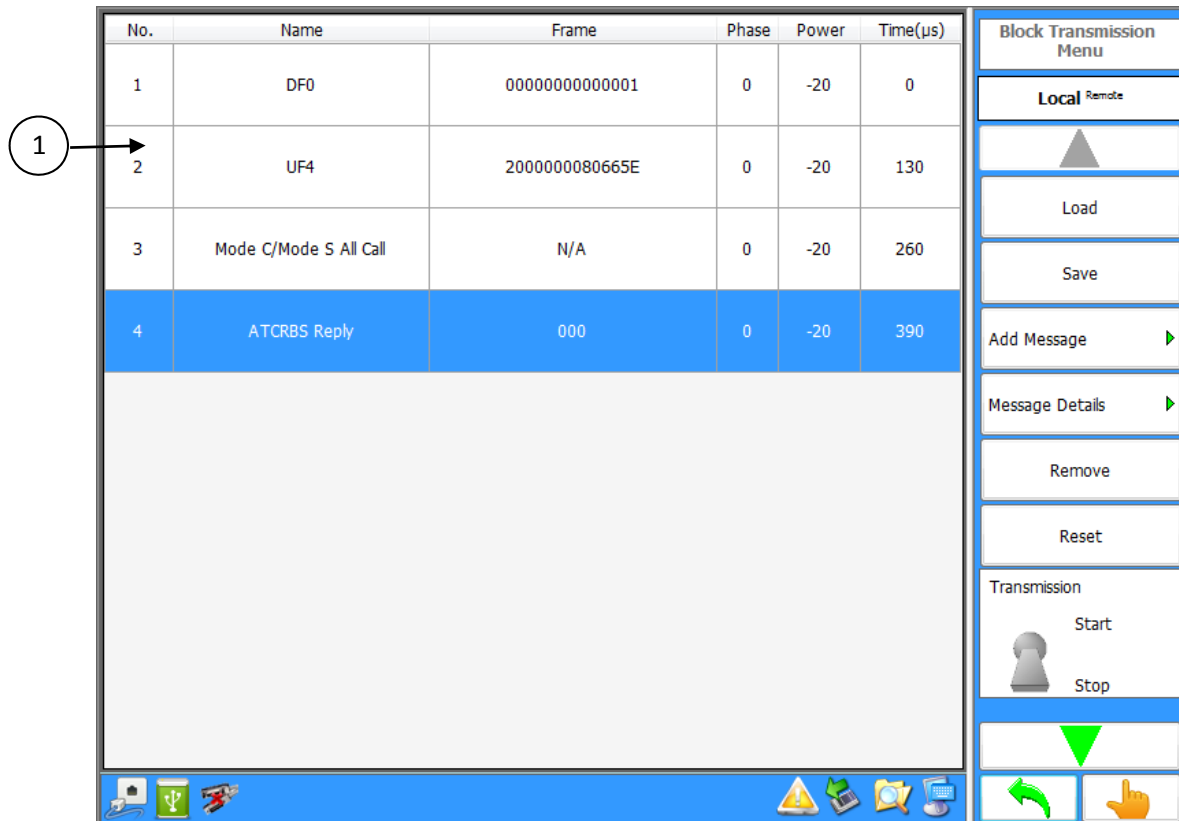 No. Name Frame Phase Power Time(µs)
1 DF0 00000000000001 0 -20 0
1
2 UF4 2000000080665E 0 -20 130
3 Mode C/Mode S All Call N/A 0 -20 260
4 ATCRBS Reply 000 0 -20 390
Block Transmission
Menu
Local Remote
Load
Save
Add Message
Message Details
Remove
Reset
Transmission
Start
Stop